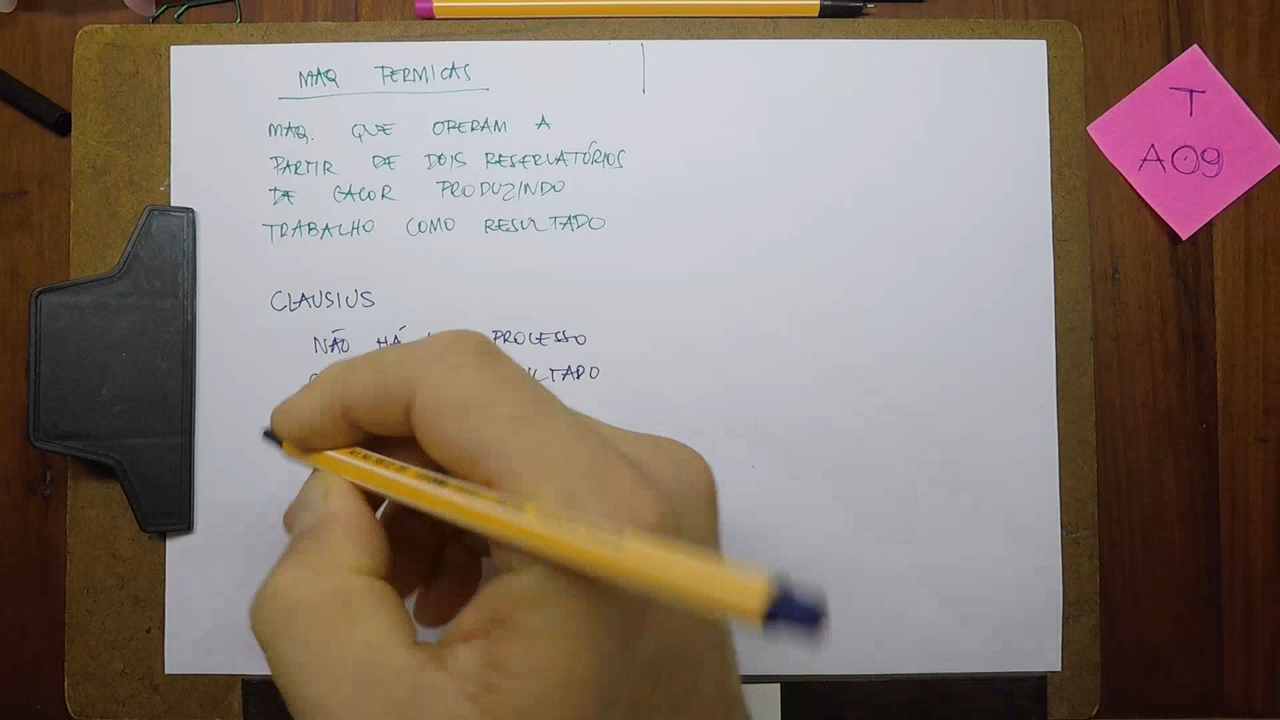 MAQ TERMICAS
MAQ. QUE OPERAM A
PARTIR DE DOIS RESERVATÓRIOS
DE CALOR PRODUZINDO
TRABALHO COMO RESULTADO
CLAUSIUS
NÃO HÁ PROCESSO
T
A09